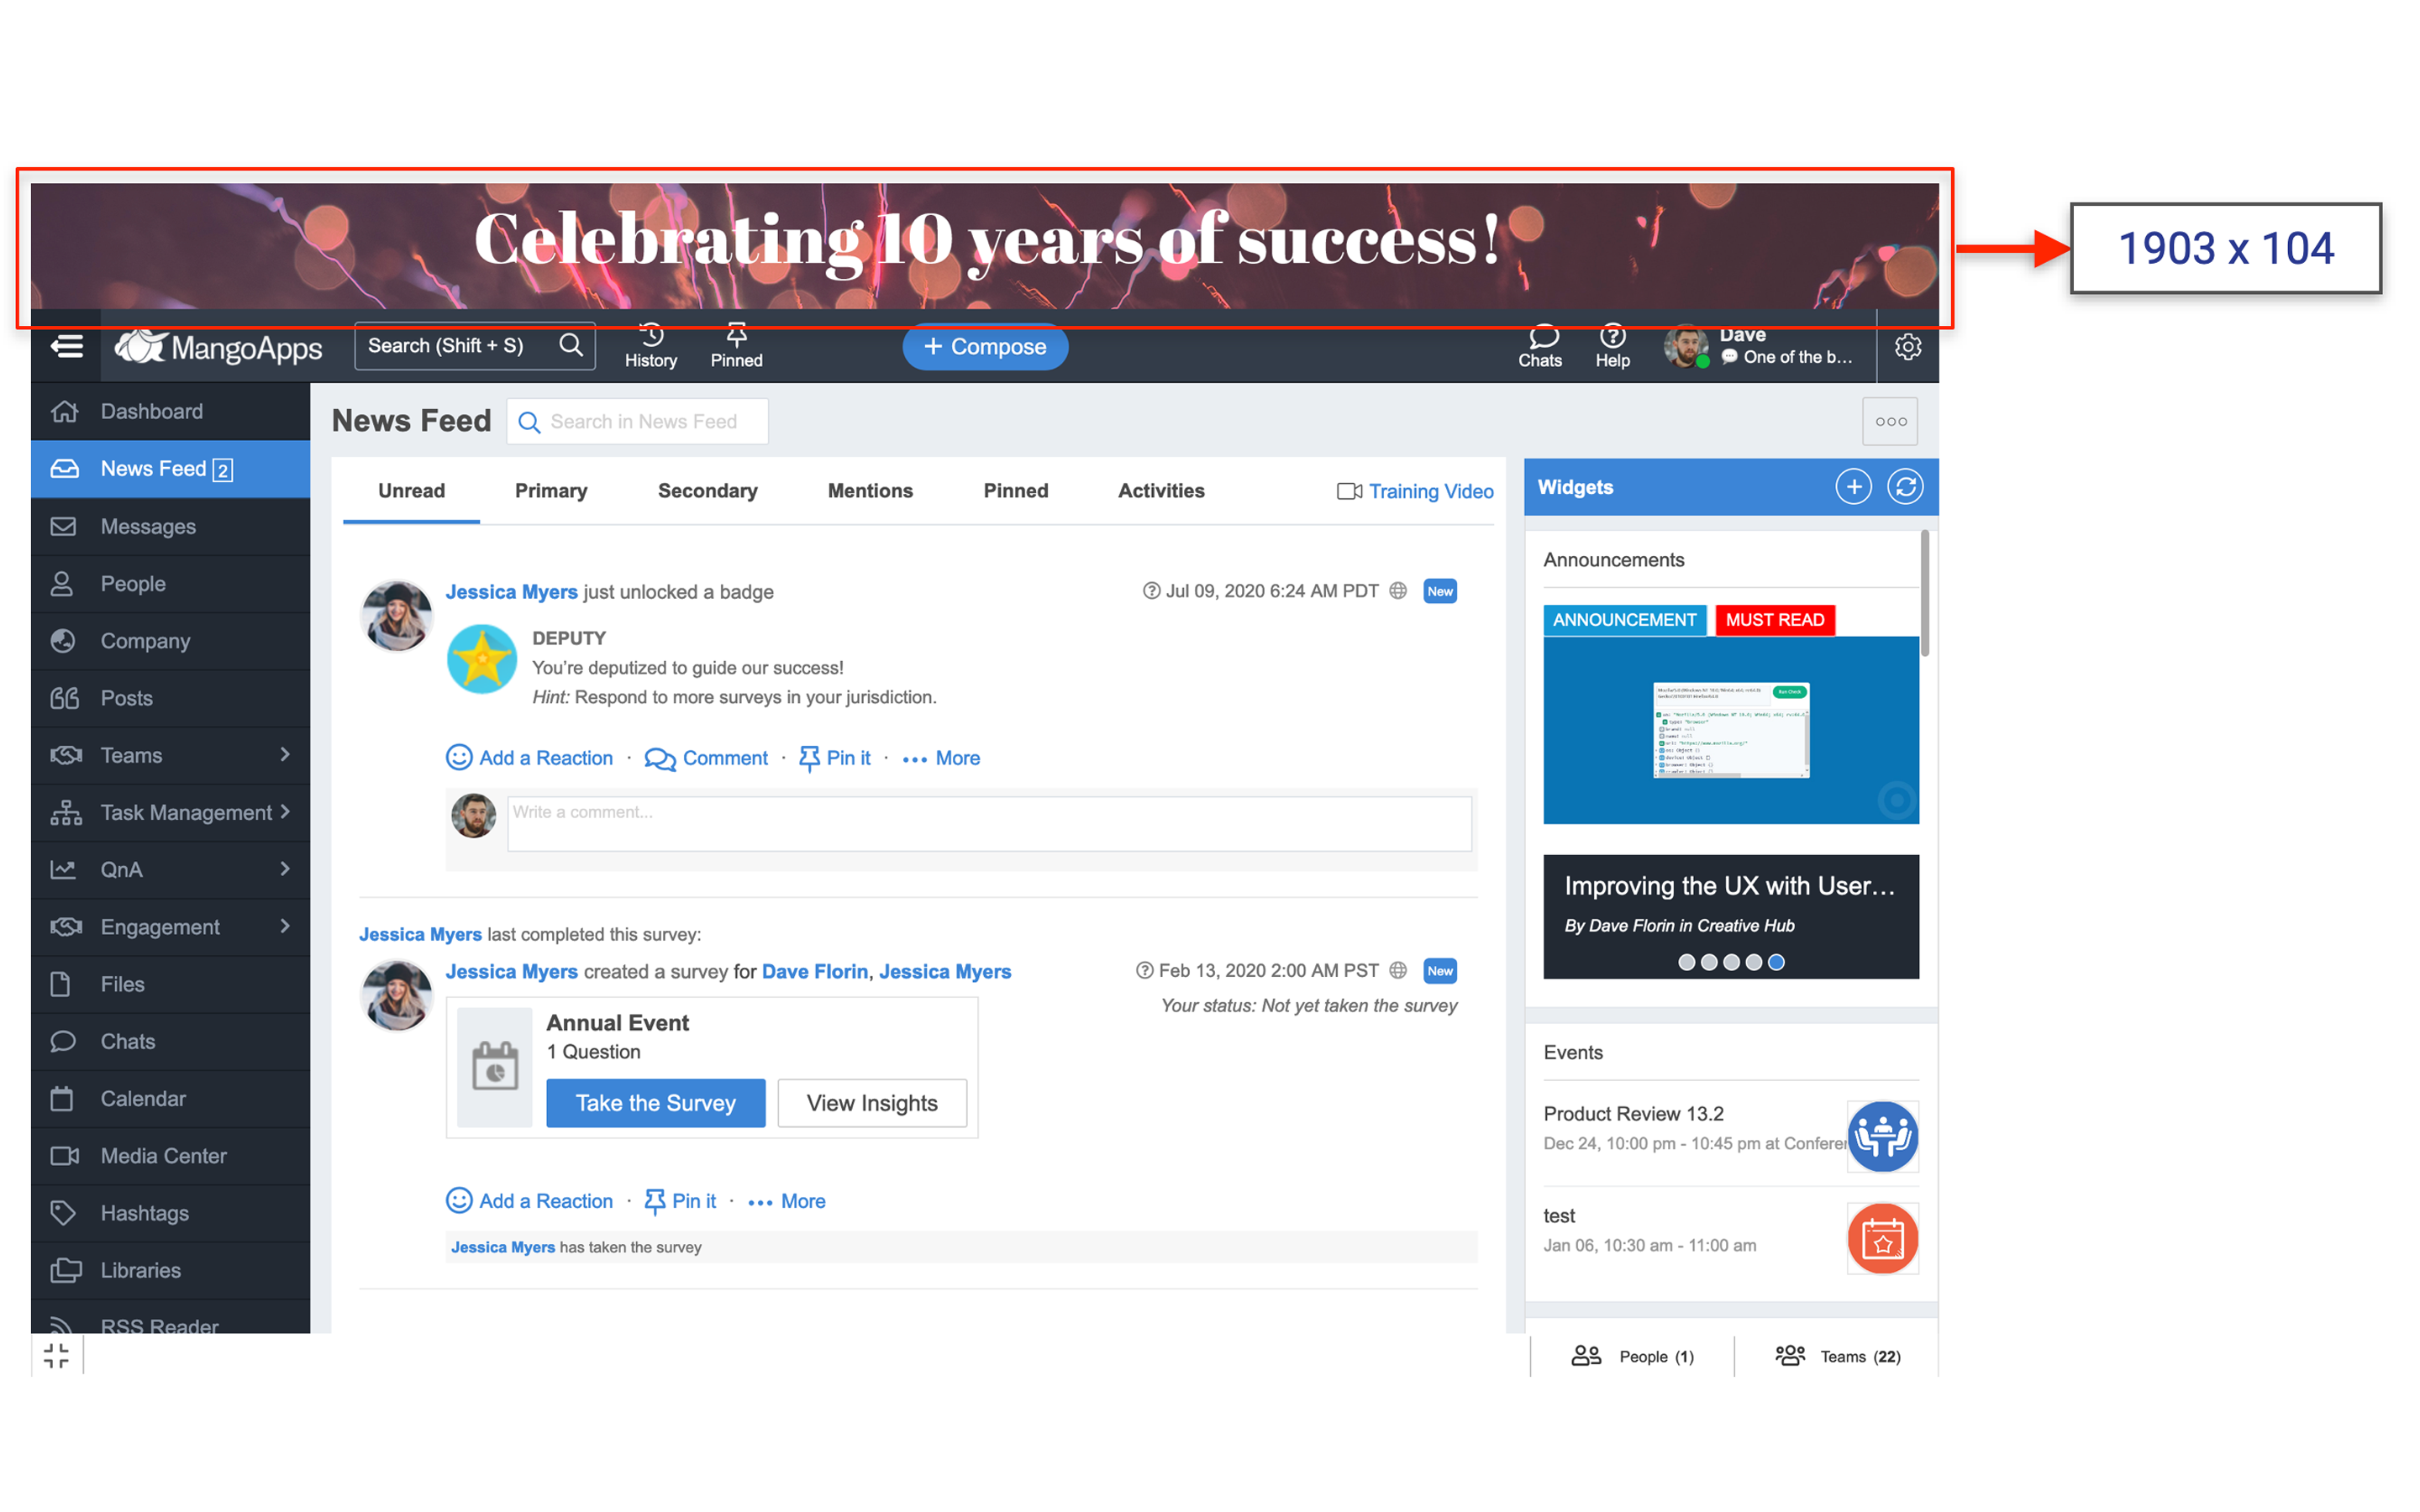 Celebrating 10 years of success!
1903 x 104
MangoApps
Search (Shift + S)
History
Pinned
+ Compose
Chats
Help
Dave
One of the b...
Dashboard
News Feed 2
Messages
People
Company
Posts
Teams
Task Management
QnA
Engagement
Files
Chats
Calendar
Media Center
Hashtags
Libraries
RSS Reader
News Feed
Search in News Feed
Unread
Primary
Secondary
Mentions
Pinned
Activities
Training Video
Jessica Myers just unlocked a badge
Jul 09, 2020 6:24 AM PDT
New
DEPUTY
You're deputized to guide our success!
Hint: Respond to more surveys in your jurisdiction.
Add a Reaction · Comment · Pin it · ••• More
Write a comment...
Jessica Myers last completed this survey:
Jessica Myers created a survey for Dave Florin, Jessica Myers
Feb 13, 2020 2:00 AM PST
New
Your status: Not yet taken the survey
Annual Event
1 Question
Take the Survey
View Insights
Add a Reaction · Pin it · ••• More
Jessica Myers has taken the survey
Widgets
Announcements
ANNOUNCEMENT
MUST READ
Run Check
Improving the UX with User...
By Dave Florin in Creative Hub
Events
Product Review 13.2
Dec 24, 10:00 pm - 10:45 pm at Conferen
test
Jan 06, 10:30 am - 11:00 am
People (1)
Teams (22)